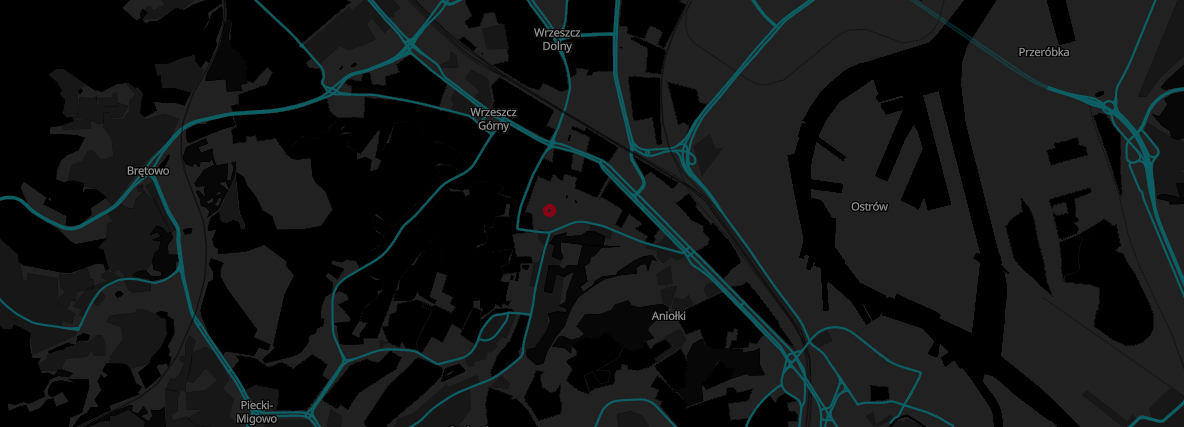 Wrzeszcz
Dolny
Przeróbka
Wrzeszcz
Górny
Brętowo
Ostrów
Aniołki
Piecki-
Migowo